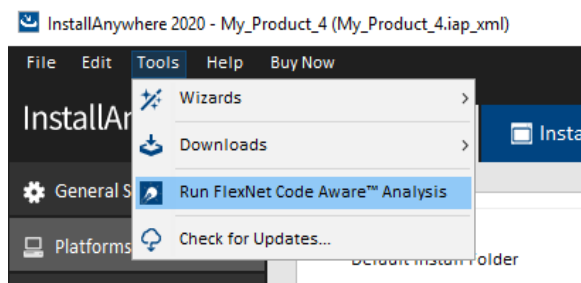 InstallAnywhere 2020 - My_Product_4 (My_Product_4.iap_xml)
File Edit Tools Help Buy Now
InstallAn
Wizards
Downloads
Insta
General S
Run FlexNet Code Aware™ Analysis
Platforms
Check for Updates...
Default Install Folder